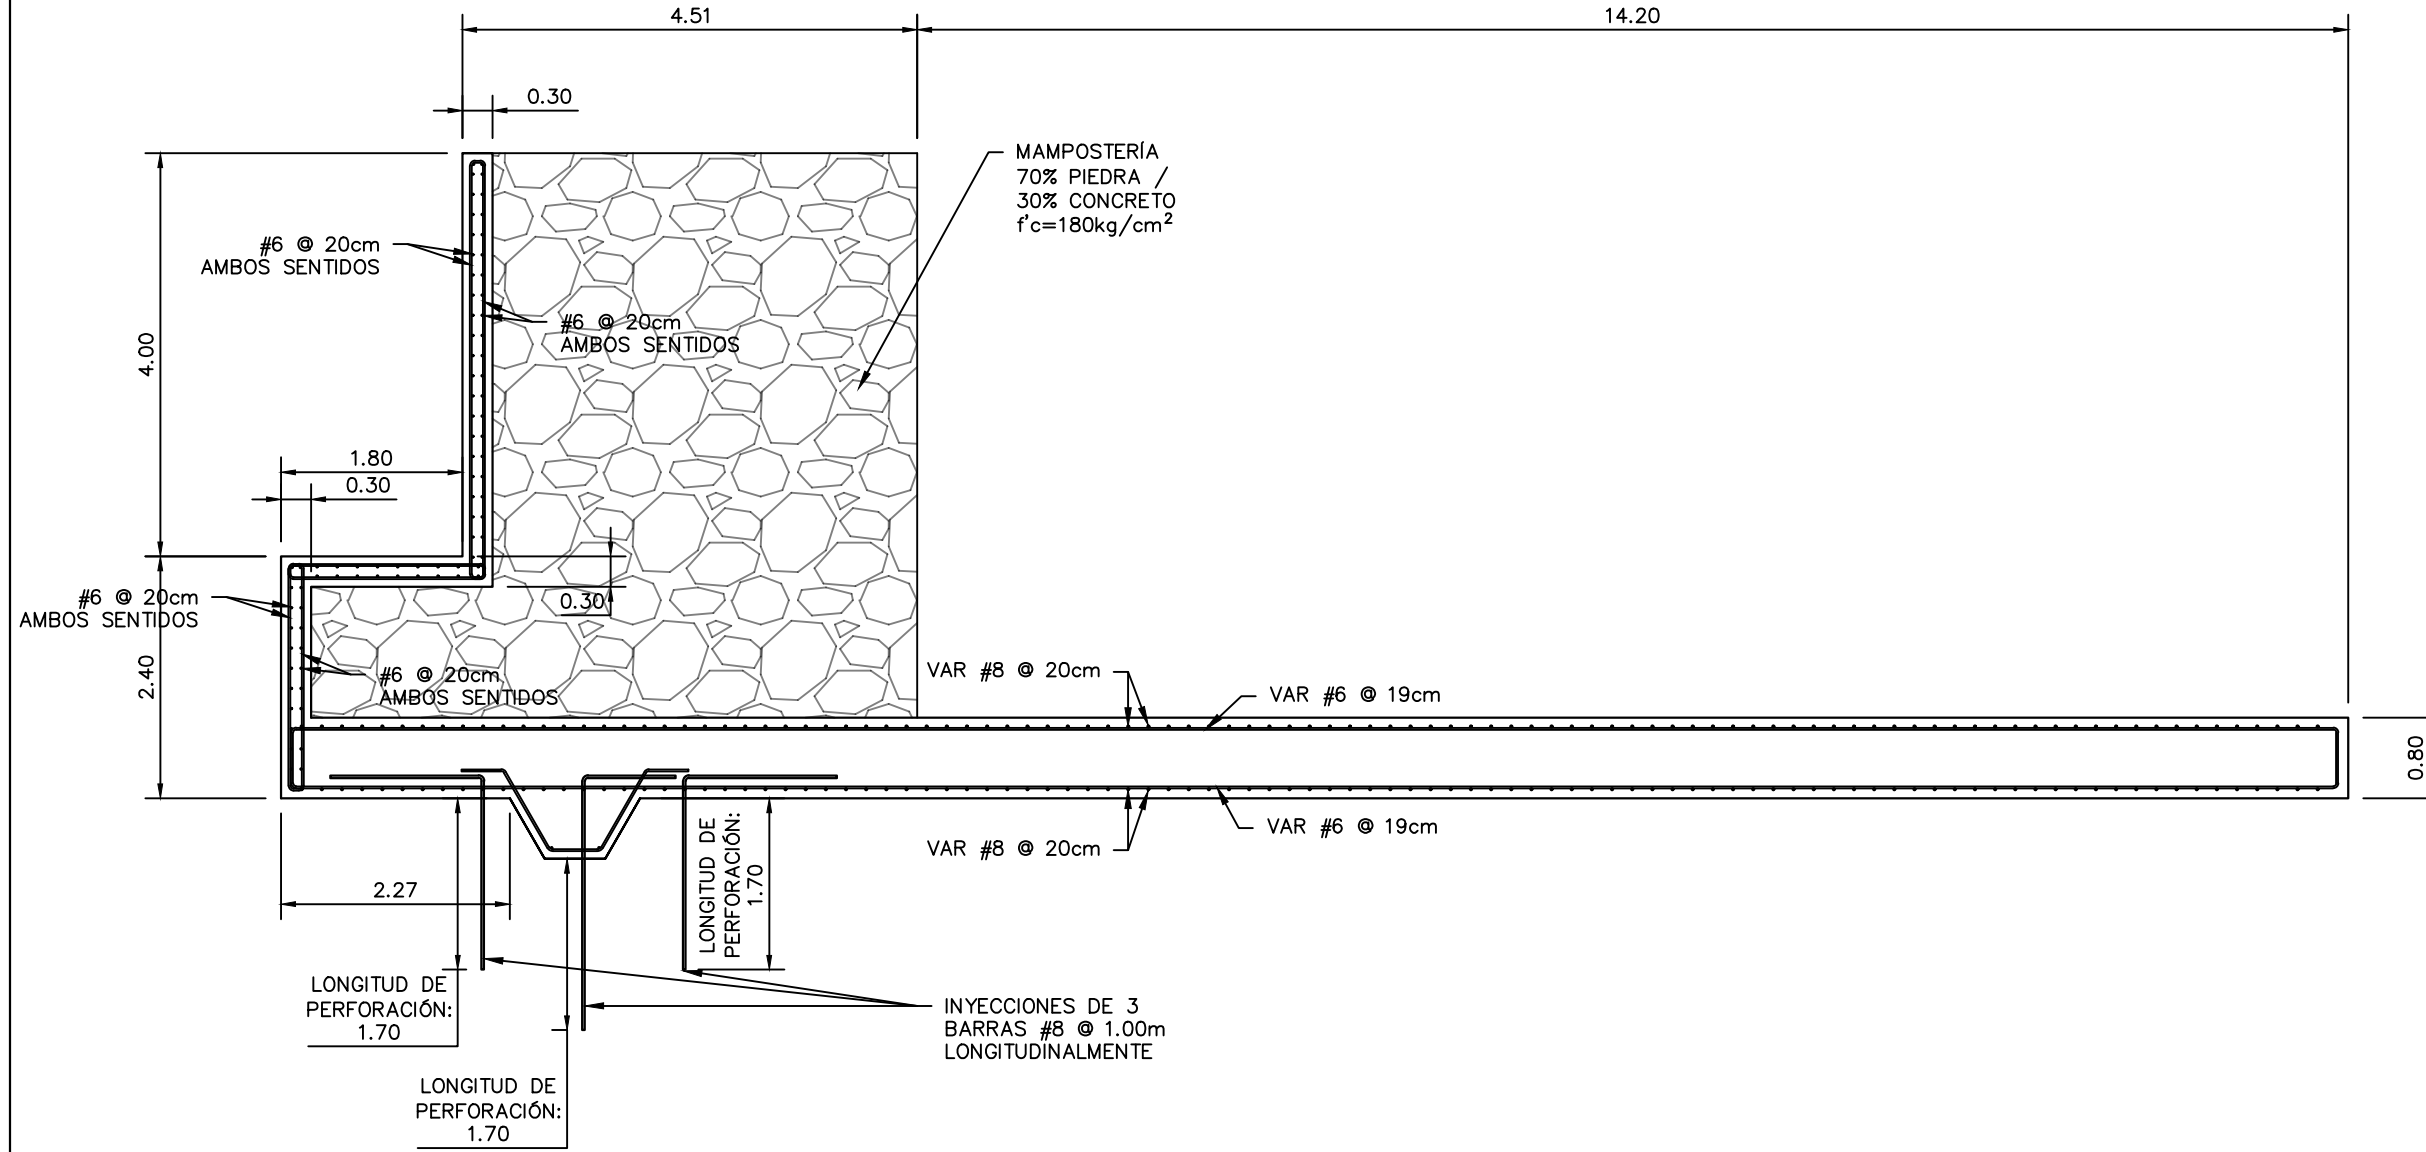 4.51
14.20
0.30
MAMPOSTERÍA
70% PIEDRA /
30% CONCRETO
f'c=180kg/cm²
#6 @ 20cm
AMBOS SENTIDOS
#6 @ 20cm
AMBOS SENTIDOS
4.00
1.80
0.30
0.30
#6 @ 20cm
AMBOS SENTIDOS
2.40
#6 @ 20cm
AMBOS SENTIDOS
VAR #8 @ 20cm
VAR #6 @ 19cm
0.80
VAR #6 @ 19cm
VAR #8 @ 20cm
2.27
LONGITUD DE
PERFORACIÓN:
1.70
LONGITUD DE
PERFORACIÓN:
1.70
INYECCIONES DE 3
BARRAS #8 @ 1.00m
LONGITUDINALMENTE
LONGITUD DE
PERFORACIÓN:
1.70